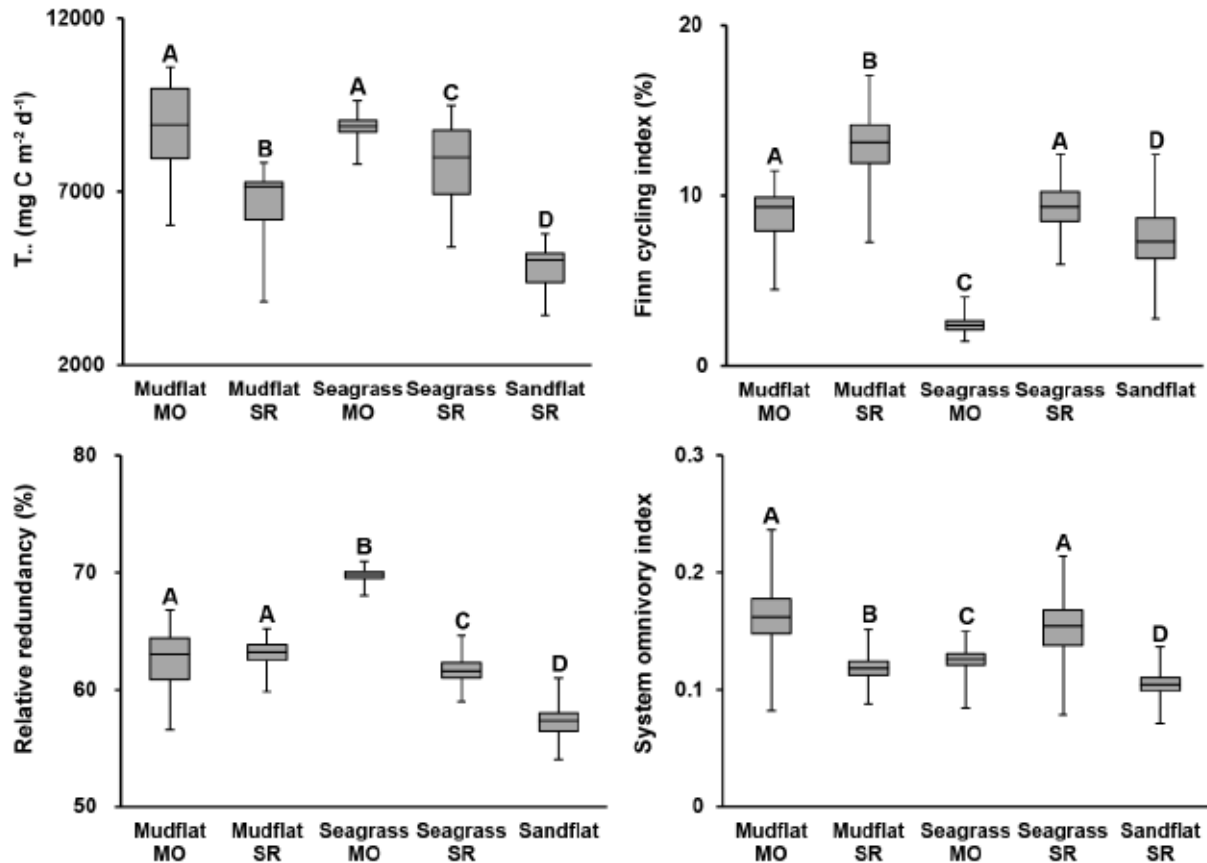 12000
7000
2000
T.. (mg C m⁻² d⁻¹)
A
B
A
C
D
Mudflat MO
Mudflat SR
Seagrass MO
Seagrass SR
Sandflat SR
20
10
0
Finn cycling index (%)
A
B
C
A
D
Mudflat MO
Mudflat SR
Seagrass MO
Seagrass SR
Sandflat
80
70
60
50
Relative redundancy (%)
A
A
B
C
D
Mudflat MO
Mudflat SR
Seagrass MO
Seagrass SR
Sandflat
0.3
0.2
0.1
0
System omnivory index
A
B
C
A
D
Mudflat MO
Mudflat SR
Seagrass MO
Seagrass SR
Sandflat SR